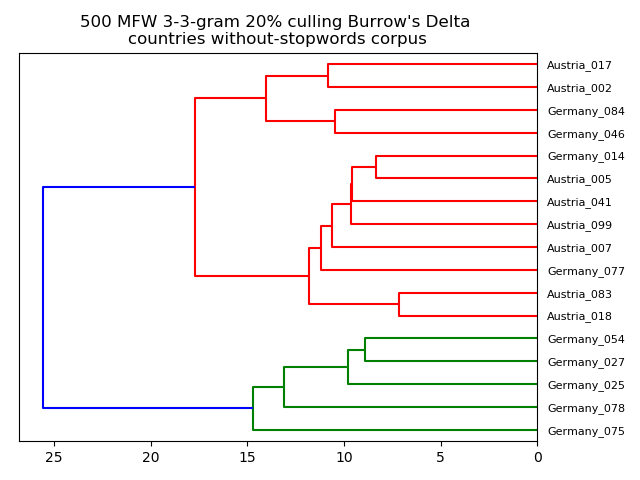 500 MFW 3-3-gram 20% culling Burrow's Delta
countries without-stopwords corpus
Austria_017
Austria_002
Germany_084
Germany_046
Germany_014
Austria_005
Austria_041
Austria_099
Austria_007
Germany_077
Austria_083
Austria_018
Germany_054
Germany_027
Germany_025
Germany_078
Germany_075
25 20 15 10 5 0